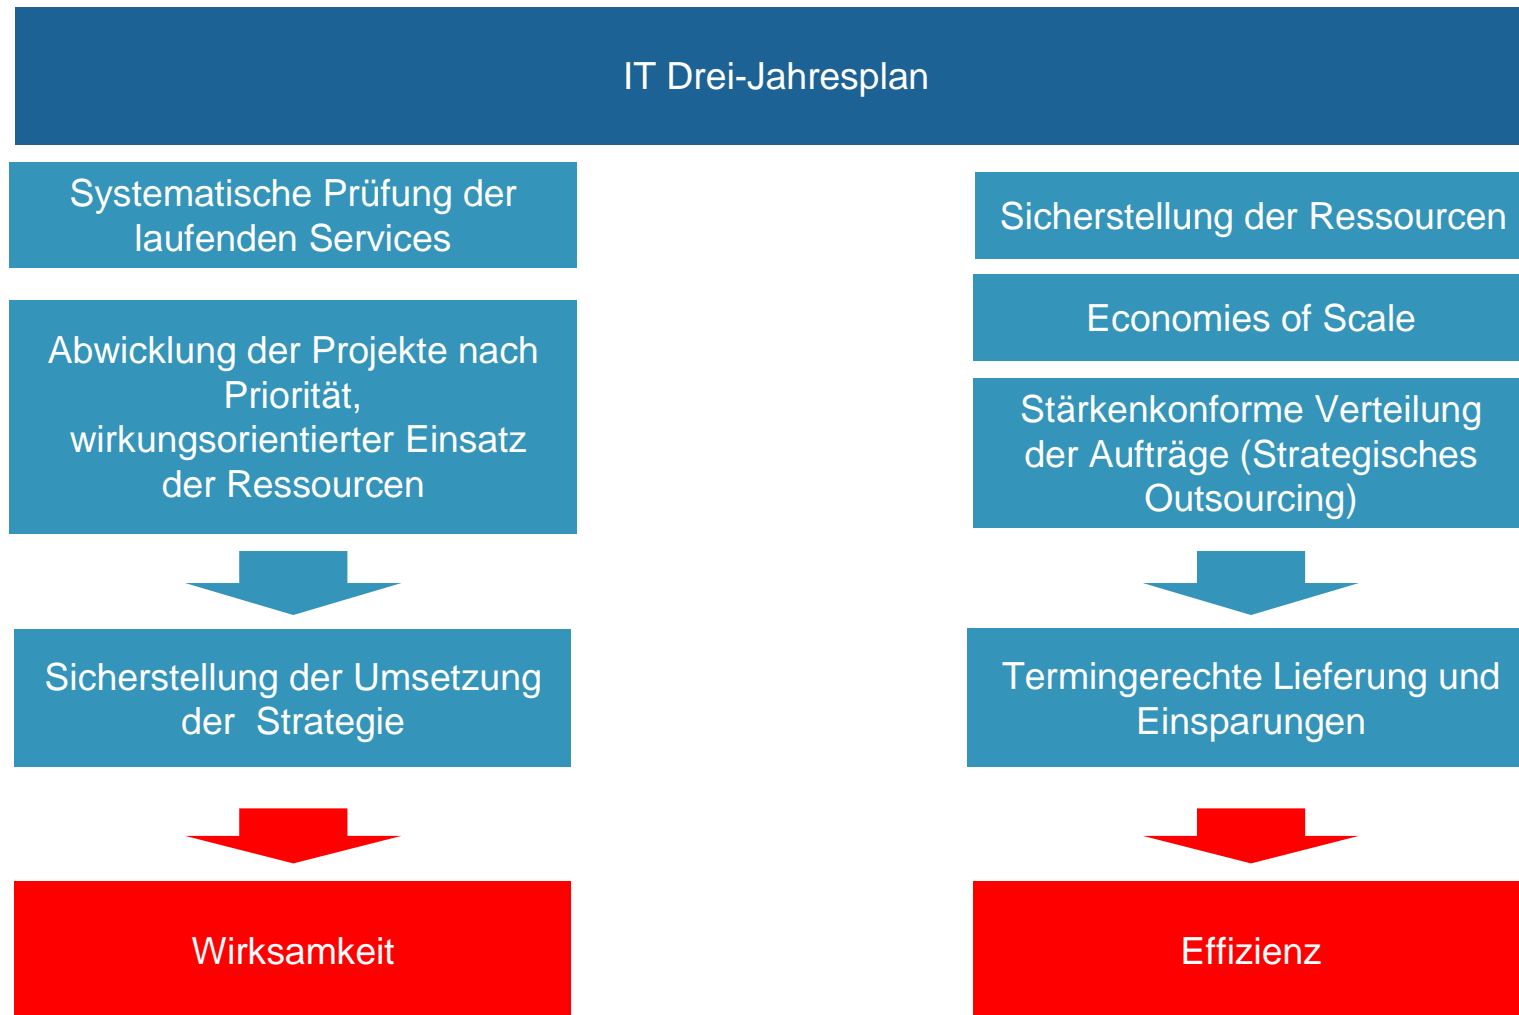 IT Drei-Jahresplan
Systematische Prüfung der
laufenden Services
Abwicklung der Projekte nach
Priorität,
wirkungsorientierter Einsatz
der Ressourcen
Sicherstellung der Umsetzung
der  Strategie
Wirksamkeit
Sicherstellung der Ressourcen
Economies of Scale
Stärkenkonforme Verteilung
der Aufträge (Strategisches
Outsourcing)
Termingerechte Lieferung und
Einsparungen
Effizienz